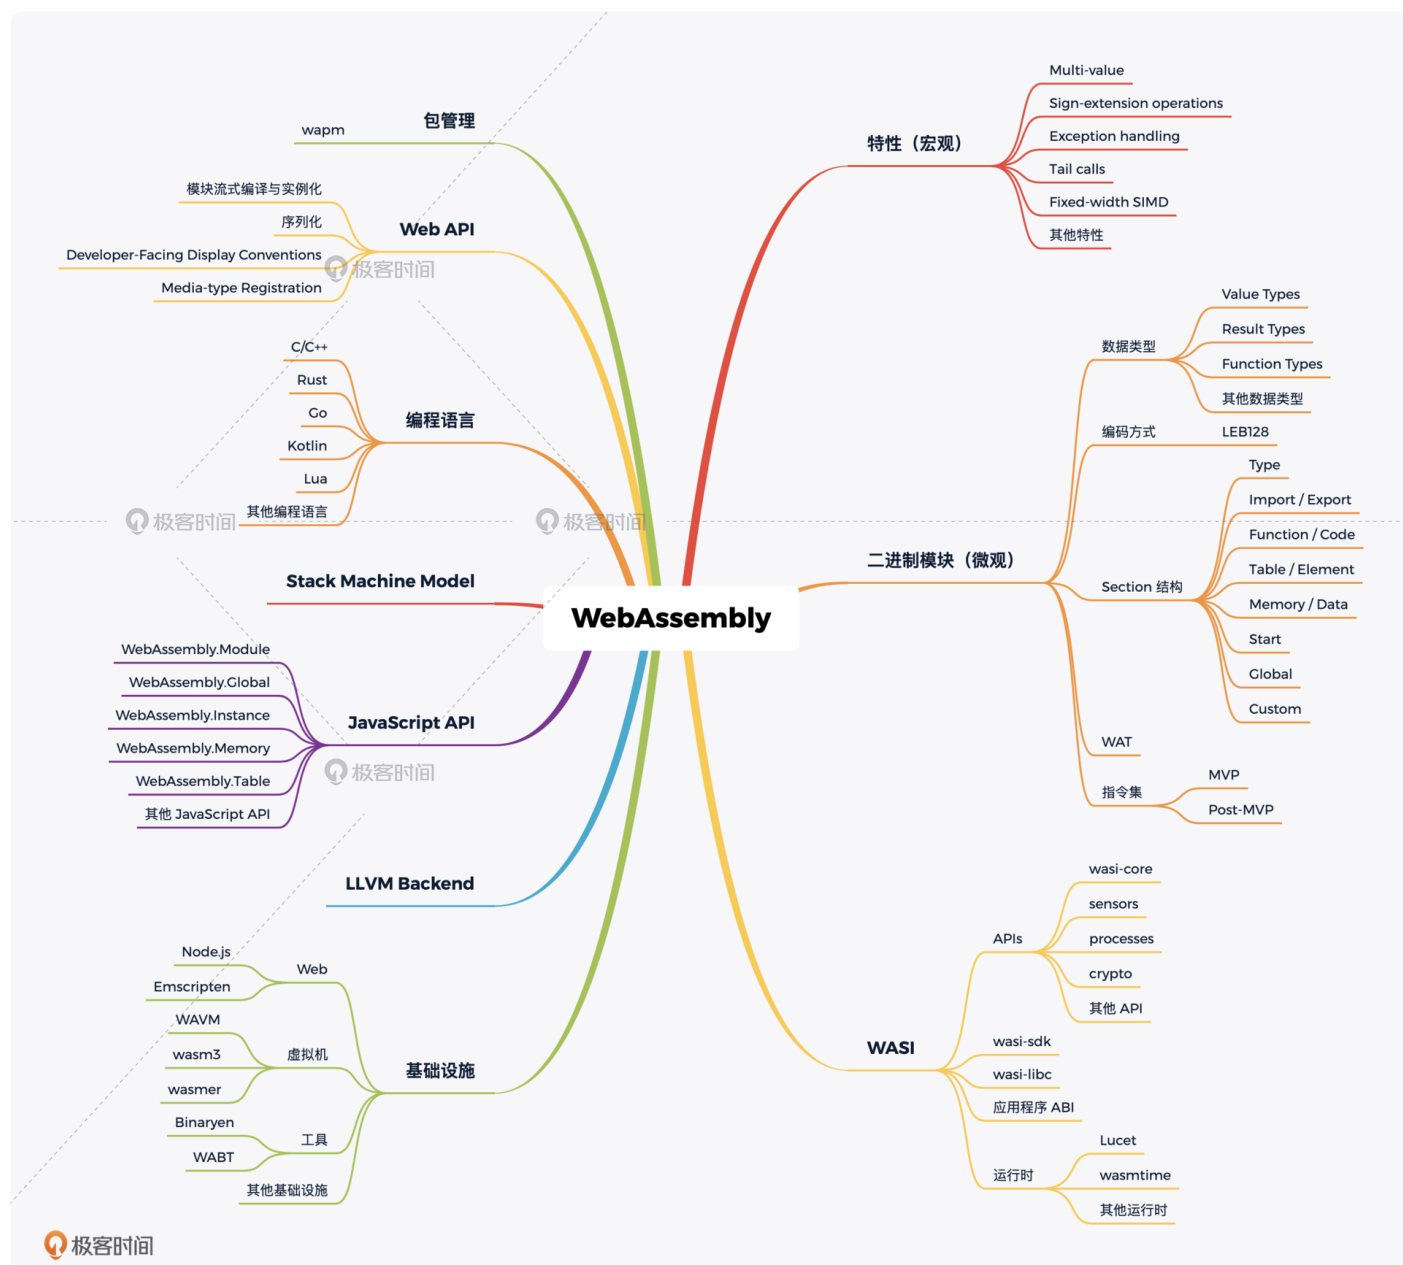 WebAssembly
包管理
wapm
Web API
模块流式编译与实例化
序列化
Developer-Facing Display Conventions
Media-type Registration
极客时间
编程语言
C/C++
Rust
Go
Kotlin
Lua
其他编程语言
极客时间
极客时间
Stack Machine Model
JavaScript API
WebAssembly.Module
WebAssembly.Global
WebAssembly.Instance
WebAssembly.Memory
WebAssembly.Table
其他 JavaScript API
极客时间
LLVM Backend
基础设施
Web
Node.js
Emscripten
虚拟机
WAVM
wasm3
wasmer
工具
Binaryen
WABT
其他基础设施
特性（宏观）
Multi-value
Sign-extension operations
Exception handling
Tail calls
Fixed-width SIMD
其他特性
二进制模块（微观）
数据类型
Value Types
Result Types
Function Types
其他数据类型
编码方式
LEB128
Section 结构
Type
Import / Export
Function / Code
Table / Element
Memory / Data
Start
Global
Custom
WAT
指令集
MVP
Post-MVP
WASI
APIs
wasi-core
sensors
processes
crypto
其他 API
wasi-sdk
wasi-libc
应用程序 ABI
运行时
Lucet
wasmtime
其他运行时
极客时间